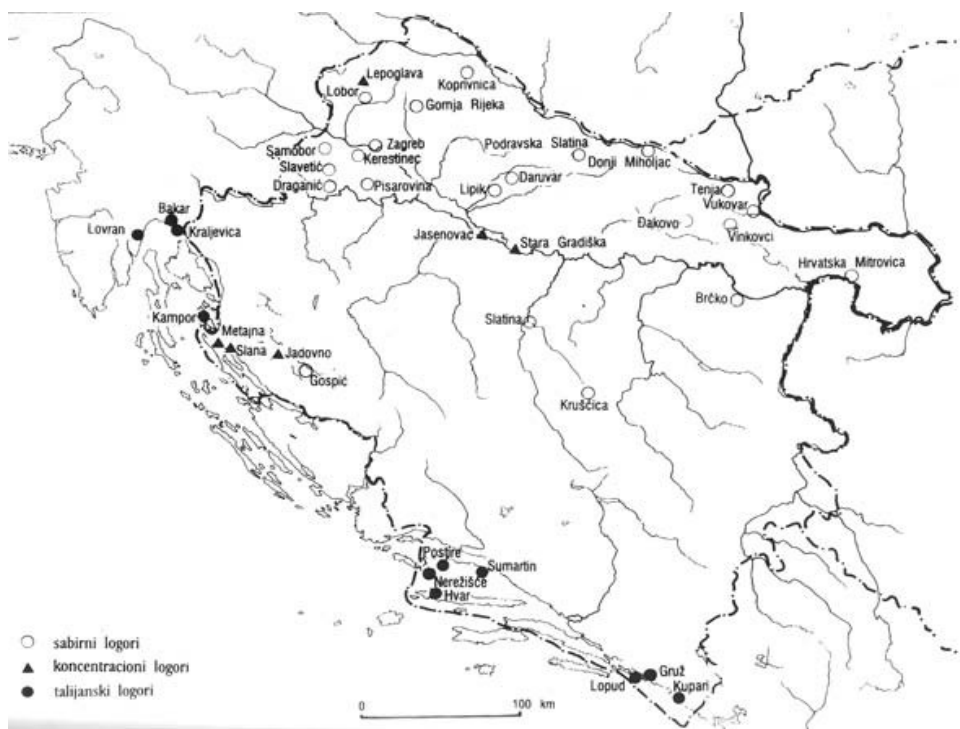 Lepoglava
Koprivnica
Lobor
Gornja Rijeka
Samobor
Zagreb
Kerestinec
Podravska Slatina
Donji Miholjac
Slavetić
Draganić
Pisarovina
Lipik
Daruvar
Tenja
Vukovar
Bakar
Lovran
Kraljevica
Jasenovac
Stara Gradiška
Đakovo
Vinkovci
Hrvatska Mitrovica
Brčko
Kampor
Metajna
Slana
Jadovno
Gospić
Slatina
Kruščica
Postire
Sumartin
Nerežišće
Hvar
sabirni logori
koncentracioni logori
talijanski logori
Gruž
Lopud
Kupari
0 100 km